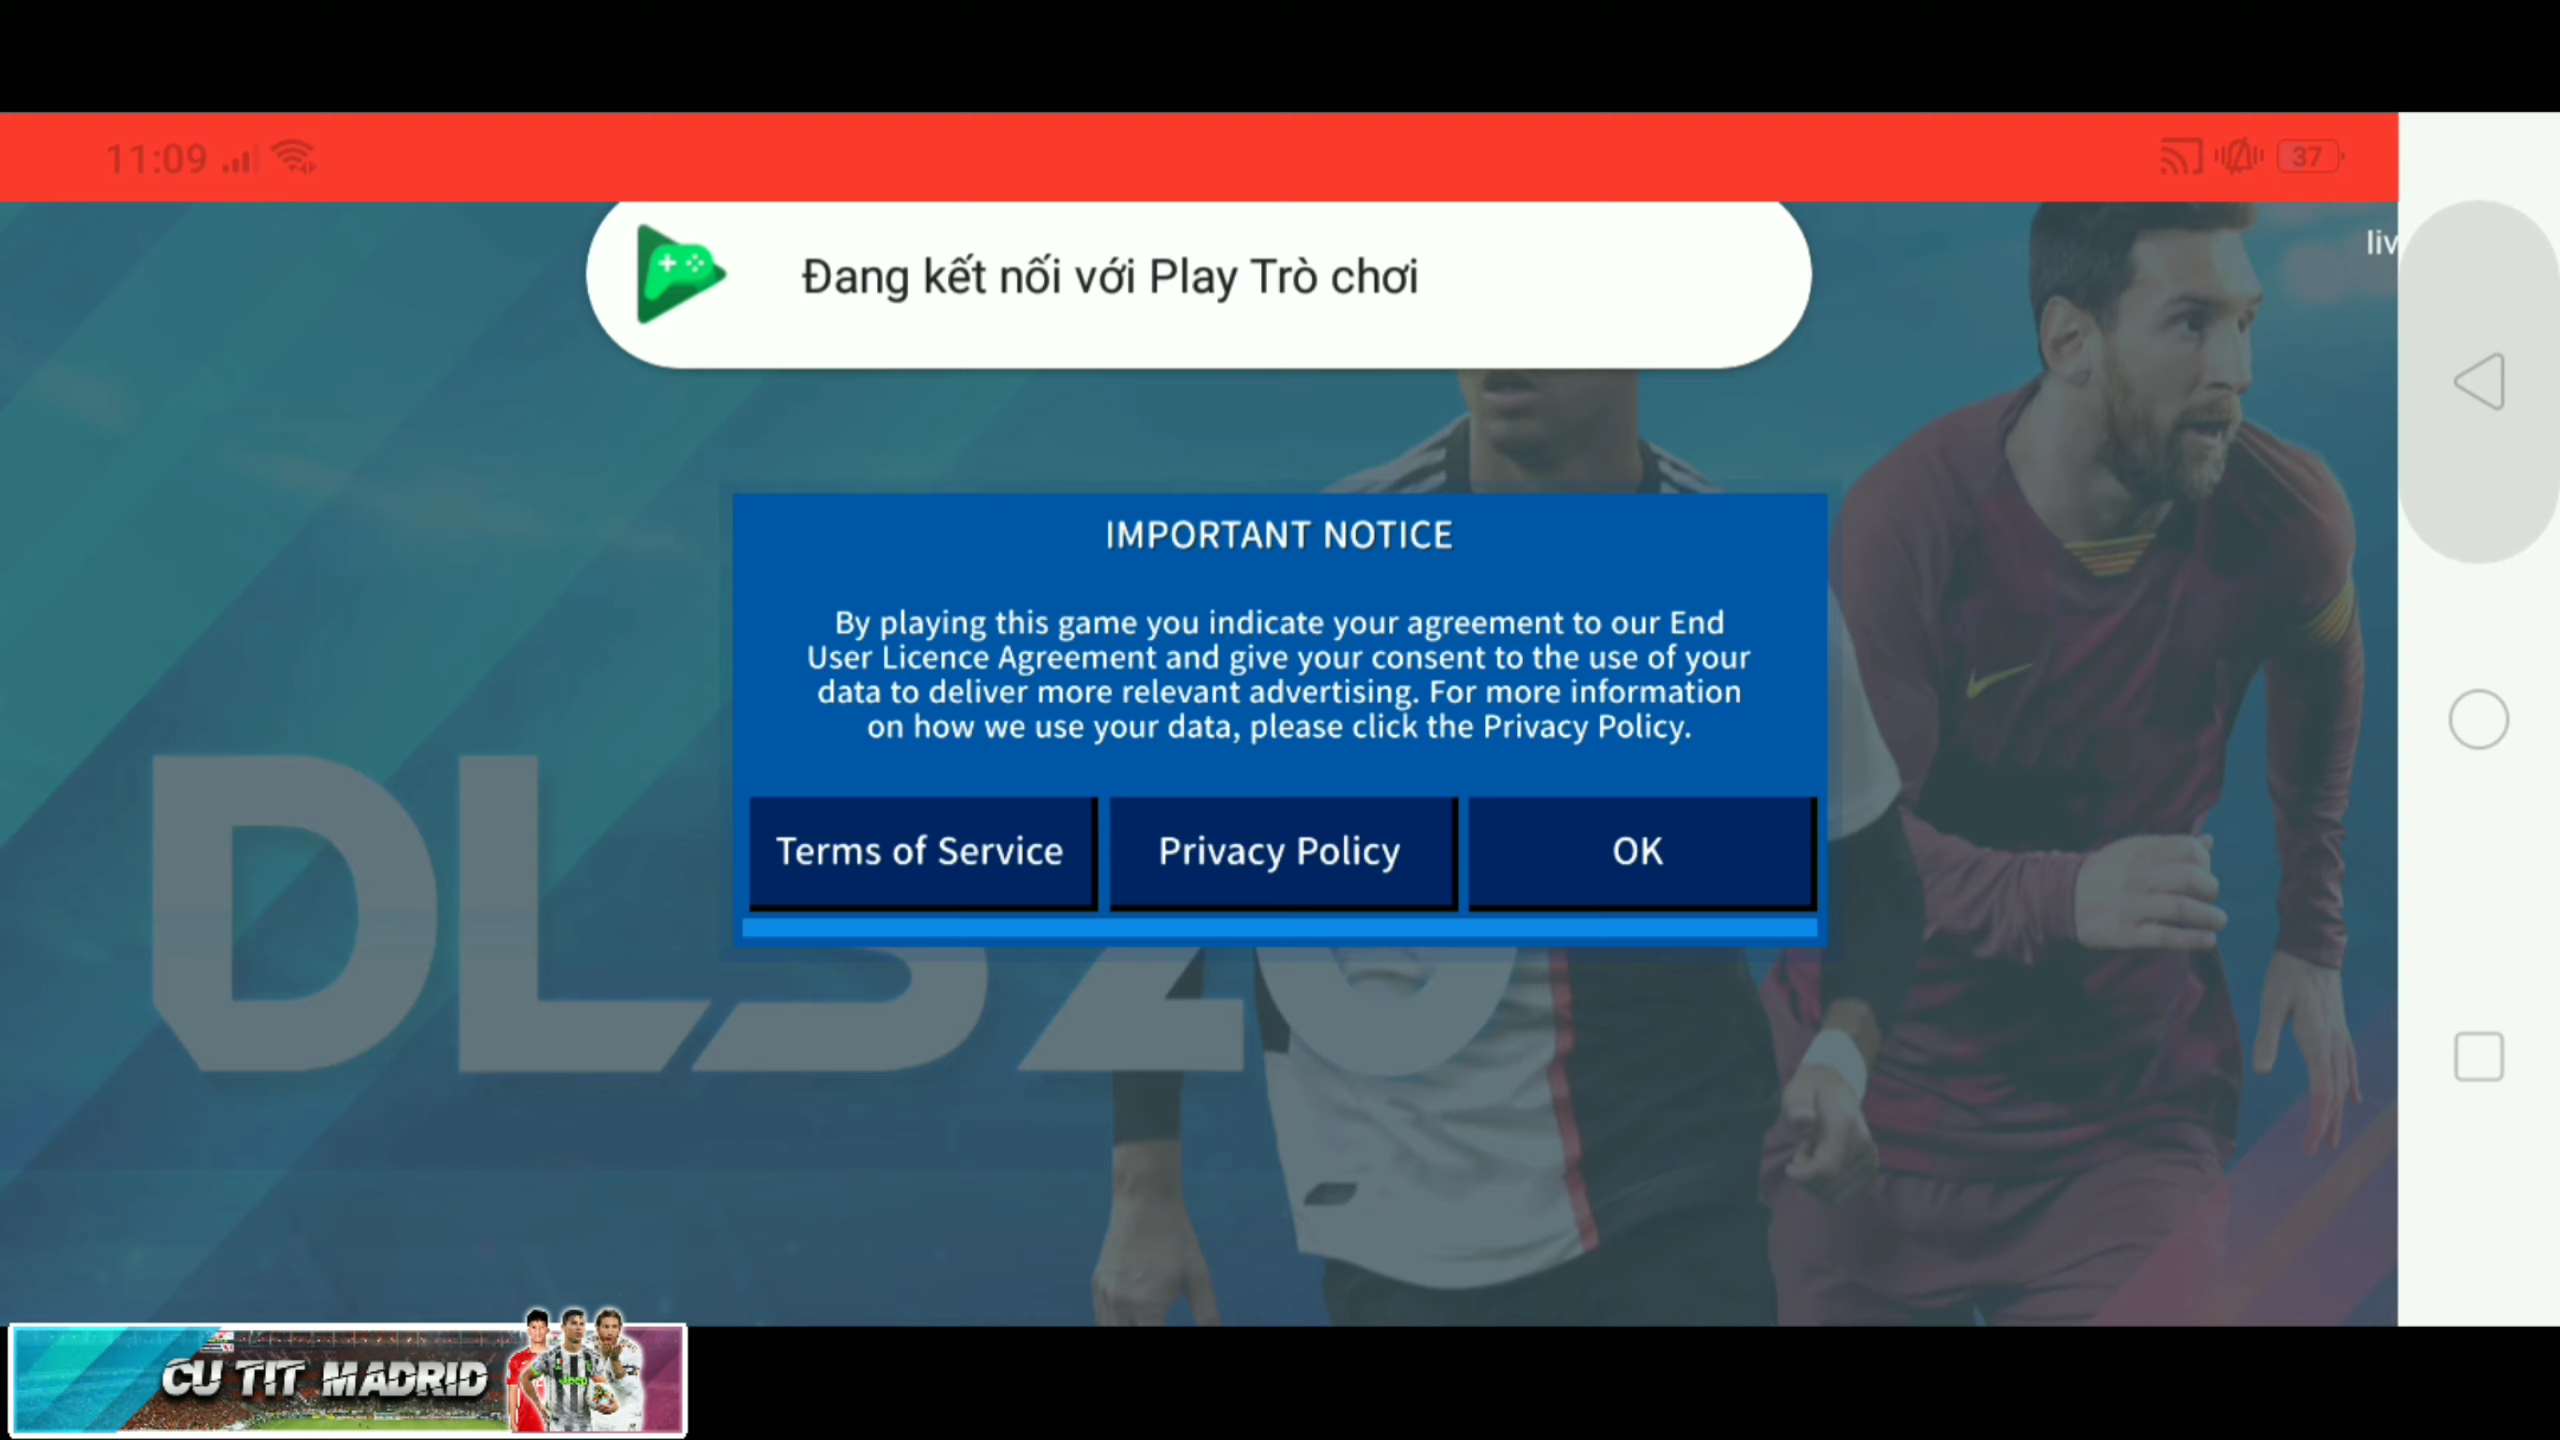 11:09
37
liv
Đang kết nối với Play Trò chơi
IMPORTANT NOTICE
By playing this game you indicate your agreement to our End
User Licence Agreement and give your consent to the use of your
data to deliver more relevant advertising. For more information
on how we use your data, please click the Privacy Policy.
Terms of Service
Privacy Policy
OK
DLS20
CU TIT MADRID
Jeep